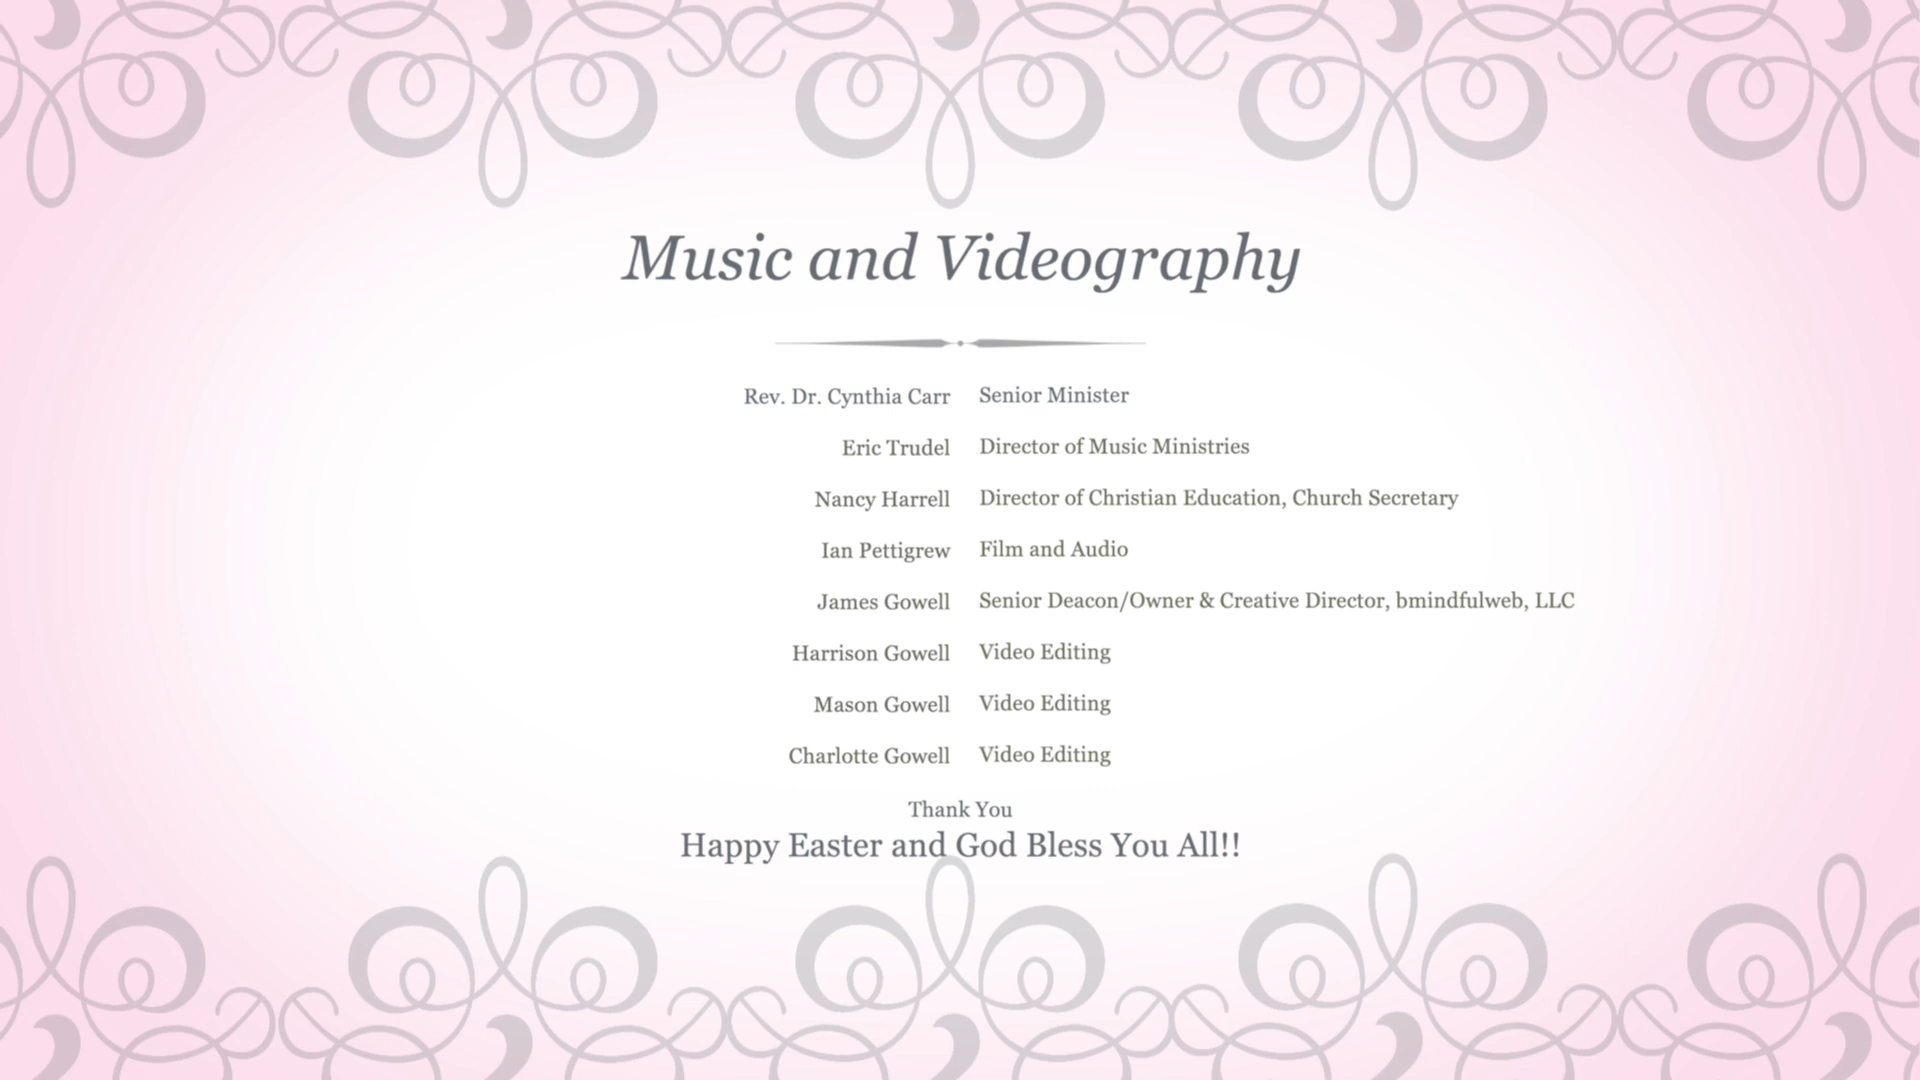 Music and Videography
Rev. Dr. Cynthia Carr Senior Minister
Eric Trudel Director of Music Ministries
Nancy Harrell Director of Christian Education, Church Secretary
Ian Pettigrew Film and Audio
James Gowell Senior Deacon/Owner & Creative Director, bmindfulweb, LLC
Harrison Gowell Video Editing
Mason Gowell Video Editing
Charlotte Gowell Video Editing
Thank You
Happy Easter and God Bless You All!!